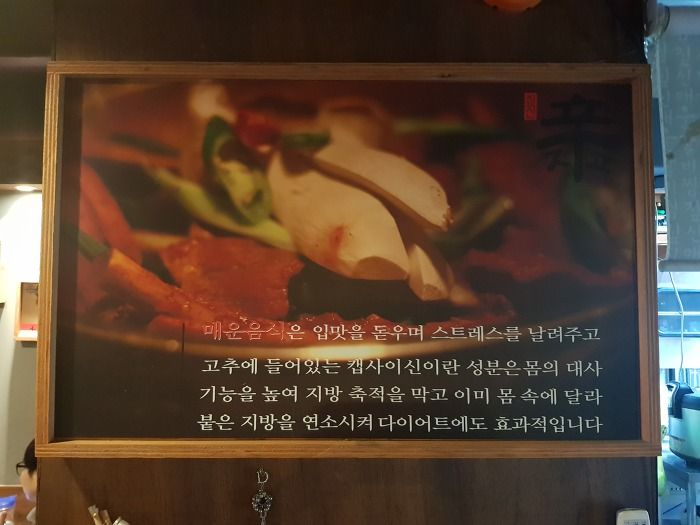 매운음식은 입맛을 돋우며 스트레스를 날려주고
고추에 들어있는 캡사이신이란 성분은 몸의 대사
기능을 높여 지방 축적을 막고 이미 몸 속에 달라
붙은 지방을 연소시켜 다이어트에도 효과적입니다